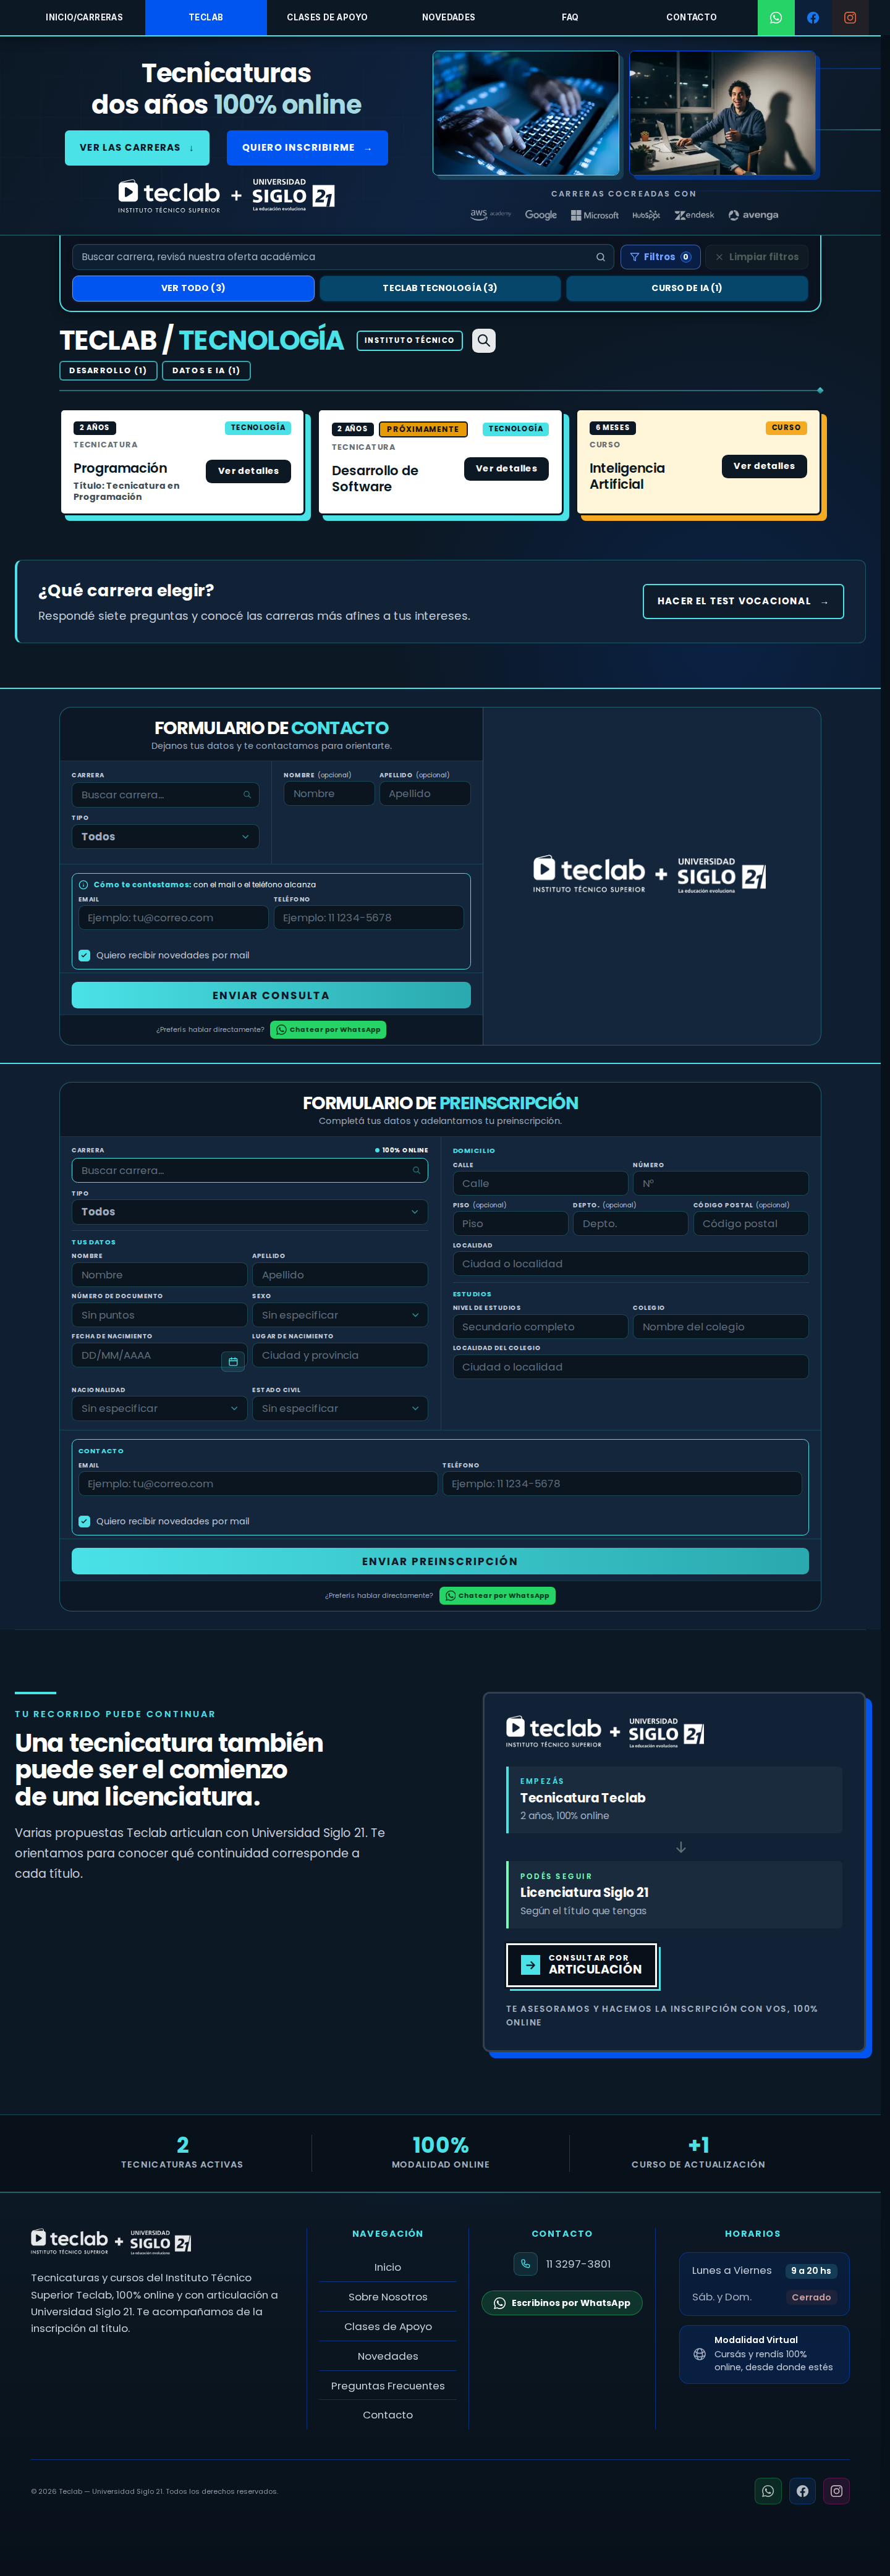 INICIO/CARRERAS
TECLAB
CLASES DE APOYO
NOVEDADES
FAQ
CONTACTO
Tecnicaturas
dos años 100% online
VER LAS CARRERAS ↓
QUIERO INSCRIBIRME →
teclab
INSTITUTO TÉCNICO SUPERIOR
+
UNIVERSIDAD
SIGLO 21
La educación evoluciona
CARRERAS COCREADAS CON
aws academy
Google
Microsoft
HubSpot
Zendesk
avenga
Buscar carrera, revisá nuestra oferta académica
Filtros 0
Limpiar filtros
VER TODO (3)
TECLAB TECNOLOGÍA (3)
CURSO DE IA (1)
TECLAB / TECNOLOGÍA
INSTITUTO TÉCNICO
DESARROLLO (1)
DATOS E IA (1)
2 AÑOS
TECNOLOGÍA
TECNICATURA
Programación
Título: Tecnicatura en
Programación
Ver detalles
2 AÑOS
PRÓXIMAMENTE
TECNOLOGÍA
TECNICATURA
Desarrollo de
Software
Ver detalles
6 MESES
CURSO
CURSO
Inteligencia
Artificial
Ver detalles
¿Qué carrera elegir?
Respondé siete preguntas y conocé las carreras más afines a tus intereses.
HACER EL TEST VOCACIONAL →
FORMULARIO DE CONTACTO
Dejanos tus datos y te contactamos para orientarte.
CARRERA
Buscar carrera...
TIPO
Todos
NOMBRE (opcional)
Nombre
APELLIDO (opcional)
Apellido
Cómo te contestamos: con el mail o el teléfono alcanza
EMAIL
Ejemplo: tu@correo.com
TELÉFONO
Ejemplo: 11 1234-5678
Quiero recibir novedades por mail
ENVIAR CONSULTA
¿Preferís hablar directamente?
Chatear por WhatsApp
teclab
INSTITUTO TÉCNICO SUPERIOR
+
UNIVERSIDAD
SIGLO 21
La educación evoluciona
FORMULARIO DE PREINSCRIPCIÓN
Completá tus datos y adelantamos tu preinscripción.
CARRERA
100% ONLINE
Buscar carrera...
TIPO
Todos
TUS DATOS
NOMBRE
Nombre
APELLIDO
Apellido
NÚMERO DE DOCUMENTO
Sin puntos
SEXO
Sin especificar
FECHA DE NACIMIENTO
DD/MM/AAAA
LUGAR DE NACIMIENTO
Ciudad y provincia
NACIONALIDAD
Sin especificar
ESTADO CIVIL
Sin especificar
DOMICILIO
CALLE
Calle
NÚMERO
N°
PISO (opcional)
Piso
DEPTO. (opcional)
Depto.
CÓDIGO POSTAL (opcional)
Código postal
LOCALIDAD
Ciudad o localidad
ESTUDIOS
NIVEL DE ESTUDIOS
Secundario completo
COLEGIO
Nombre del colegio
LOCALIDAD DEL COLEGIO
Ciudad o localidad
CONTACTO
EMAIL
Ejemplo: tu@correo.com
TELÉFONO
Ejemplo: 11 1234-5678
Quiero recibir novedades por mail
ENVIAR PREINSCRIPCIÓN
¿Preferís hablar directamente?
Chatear por WhatsApp
TU RECORRIDO PUEDE CONTINUAR
Una tecnicatura también
puede ser el comienzo
de una licenciatura.
Varias propuestas Teclab articulan con Universidad Siglo 21. Te
orientamos para conocer qué continuidad corresponde a
cada título.
teclab
INSTITUTO TÉCNICO SUPERIOR
+
UNIVERSIDAD
SIGLO 21
La educación evoluciona
EMPEZÁS
Tecnicatura Teclab
2 años, 100% online
↓
PODÉS SEGUIR
Licenciatura Siglo 21
Según el título que tengas
→
CONSULTAR POR
ARTICULACIÓN
TE ASESORAMOS Y HACEMOS LA INSCRIPCIÓN CON VOS, 100%
ONLINE
2
TECNICATURAS ACTIVAS
100%
MODALIDAD ONLINE
+1
CURSO DE ACTUALIZACIÓN
teclab
INSTITUTO TÉCNICO SUPERIOR
+
UNIVERSIDAD
SIGLO 21
La educación evoluciona
Tecnicaturas y cursos del Instituto Técnico
Superior Teclab, 100% online y con articulación a
Universidad Siglo 21. Te acompañamos de la
inscripción al título.
NAVEGACIÓN
Inicio
Sobre Nosotros
Clases de Apoyo
Novedades
Preguntas Frecuentes
Contacto
CONTACTO
11 3297-3801
Escribinos por WhatsApp
HORARIOS
Lunes a Viernes
9 a 20 hs
Sáb. y Dom.
Cerrado
Modalidad Virtual
Cursás y rendís 100%
online, desde donde estés
© 2026 Teclab — Universidad Siglo 21. Todos los derechos reservados.